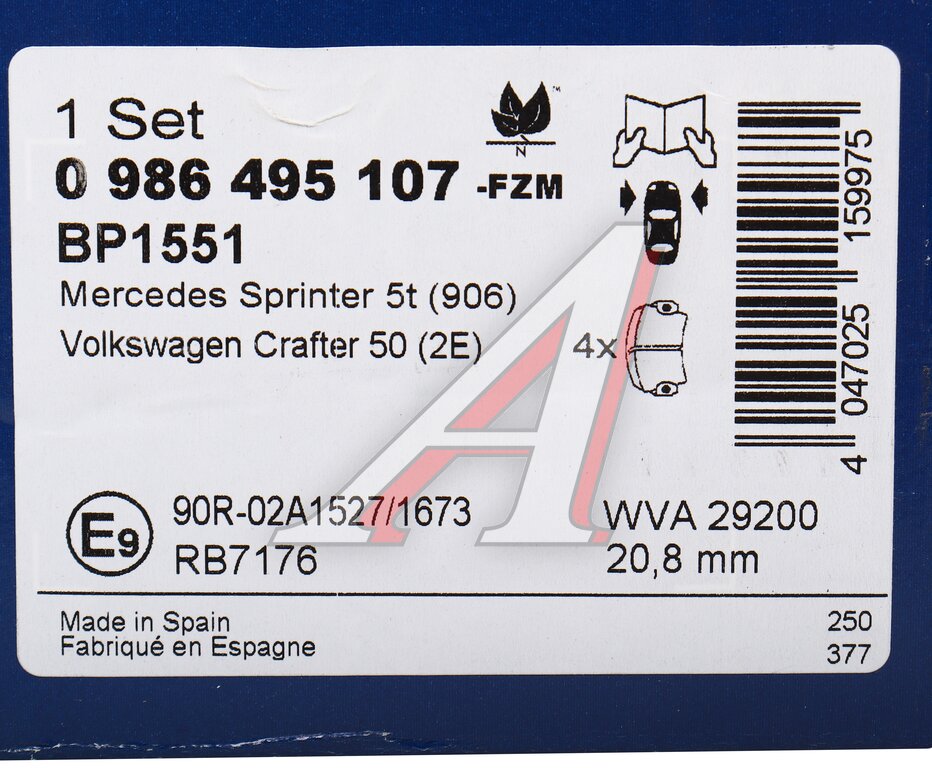 1 Set
0 986 495 107 -FZM
BP1551
Mercedes Sprinter 5t (906)
Volkswagen Crafter 50 (2E)
™
N
4x
4 047025 159975
E9
90R-02A1527/1673
RB7176
WVA 29200
20,8 mm
Made in Spain
Fabriqué en Espagne
250
377